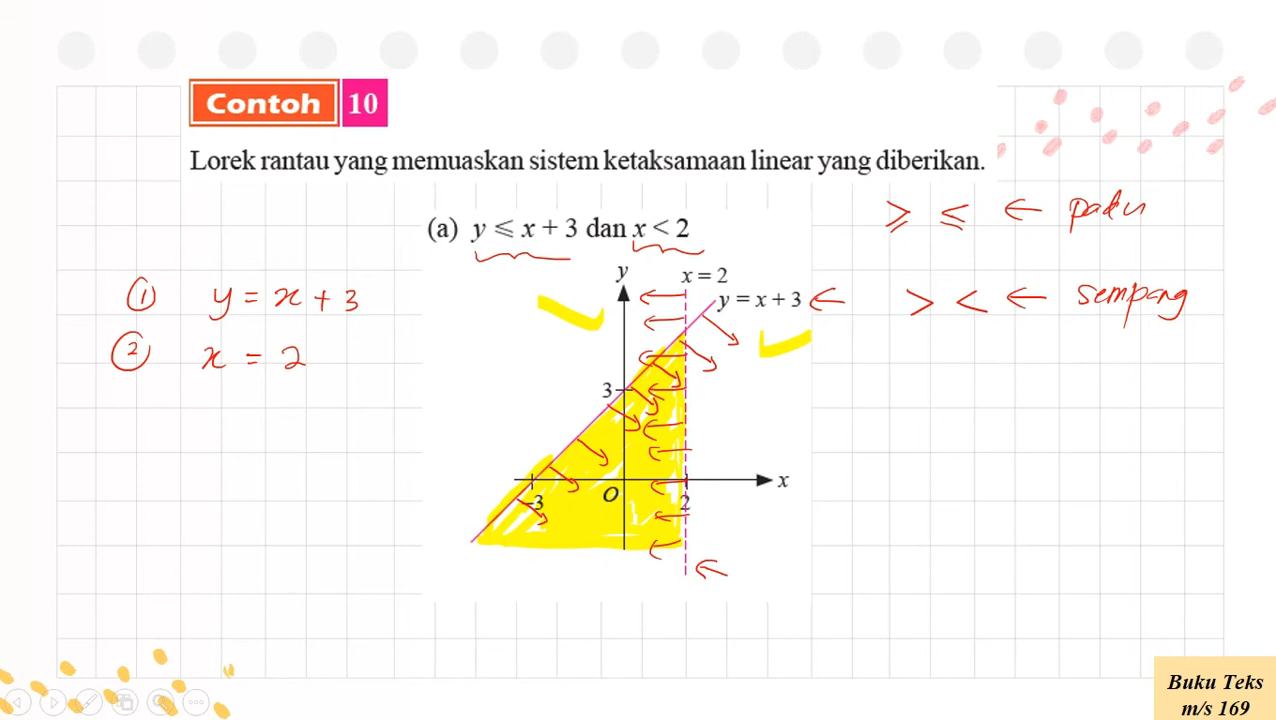 Contoh 10
Lorek rantau yang memuaskan sistem ketaksamaan linear yang diberikan.
⩾ ⩽ ← padu
(a) y ⩽ x + 3 dan x < 2
y
x = 2
① y = x + 3
y = x + 3 ←
> < ← sempang
② x = 2
3
x
-3
O
2
Buku Teks
m/s 169